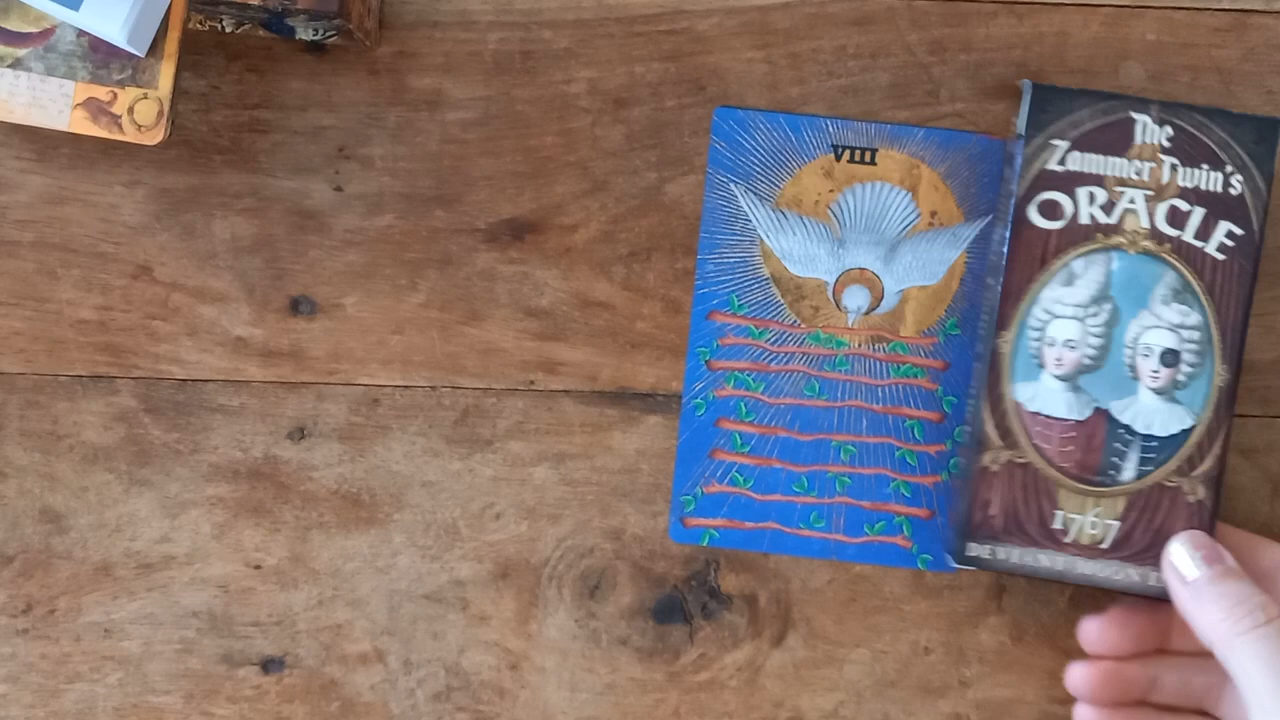 VIII
The
Zammer Twin's
ORACLE
1767
DEVIANT MOON